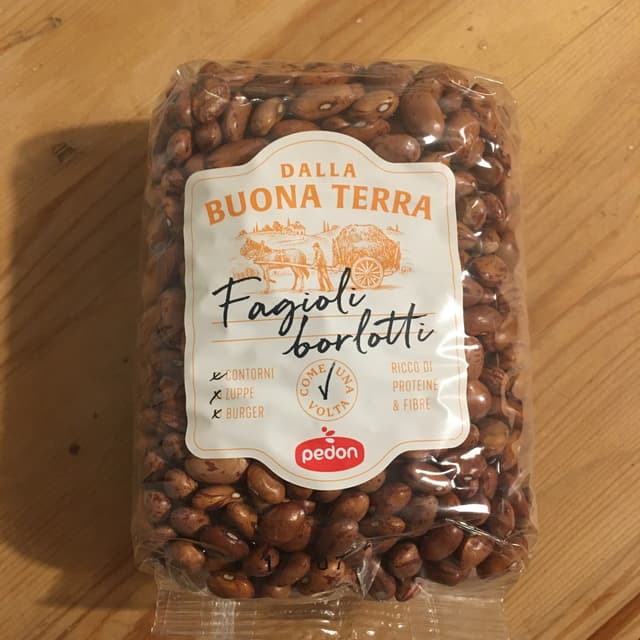 DALLA
BUONA TERRA
Fagioli
borlotti
CONTORNI
ZUPPE
BURGER
COME UNA VOLTA
RICCO DI
PROTEINE
& FIBRE
pedon